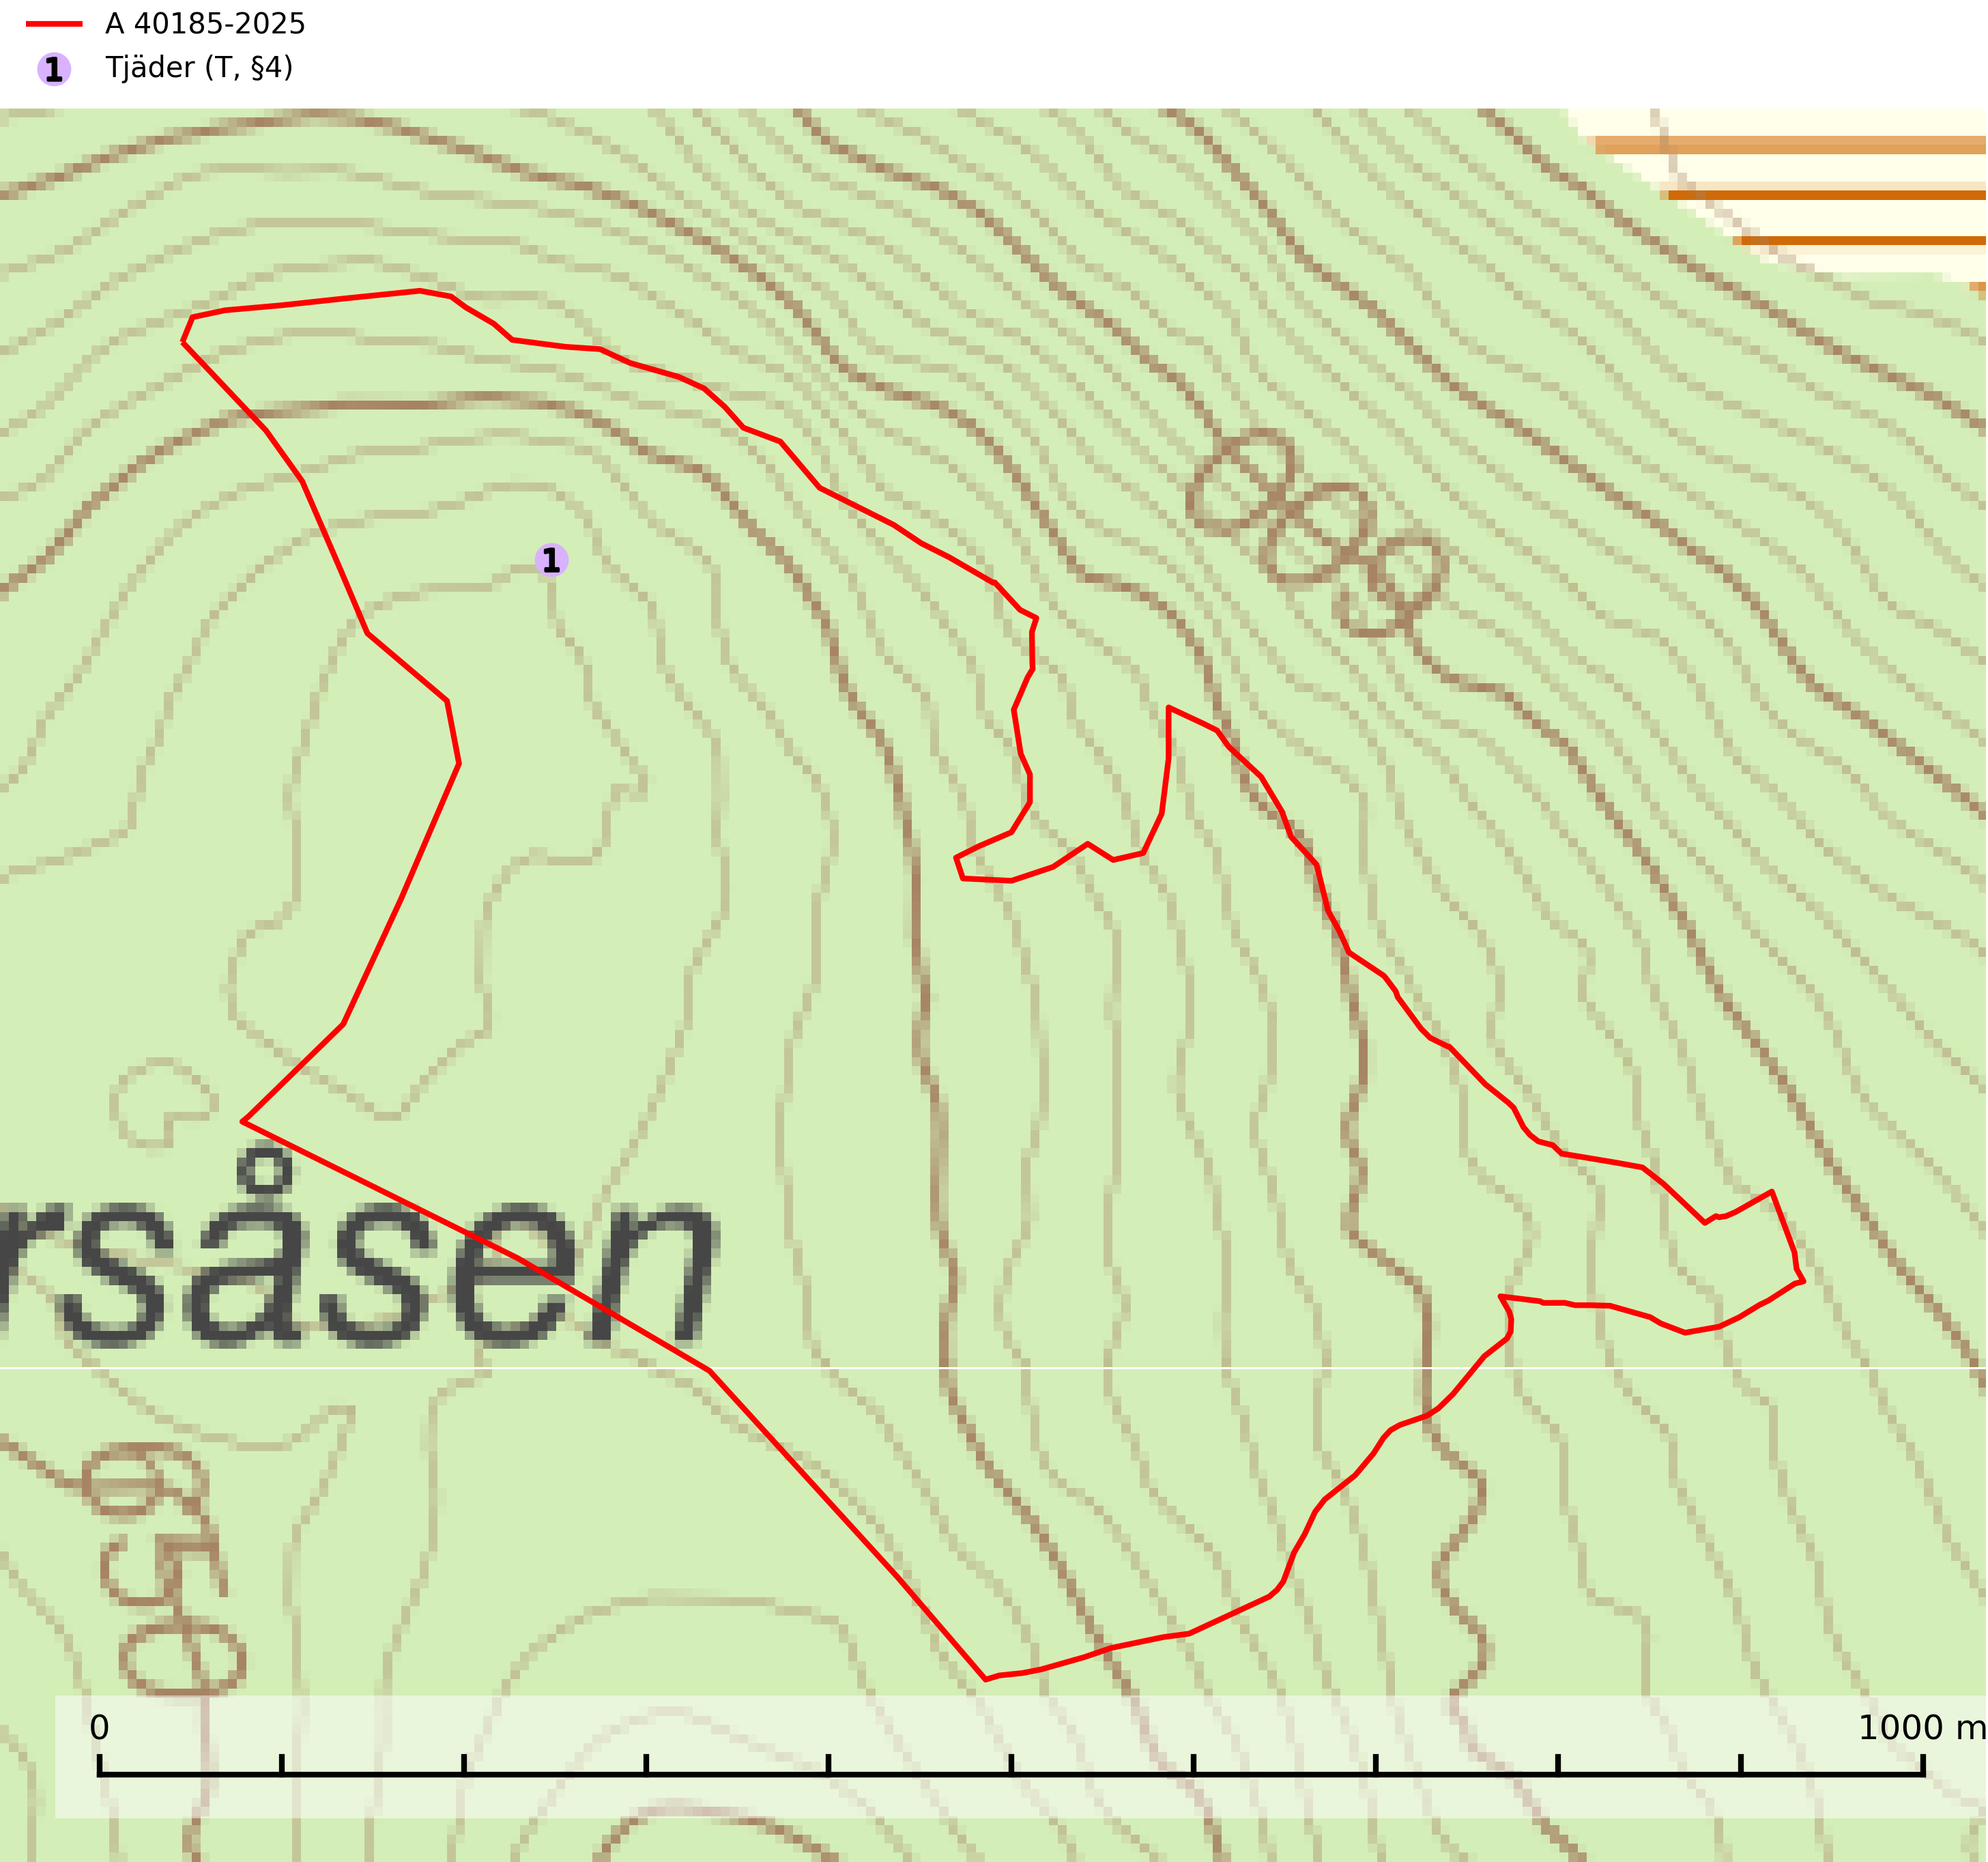 A 40185-2025
1 Tjäder (T, §4)
1
rsåsen
0 1000 m